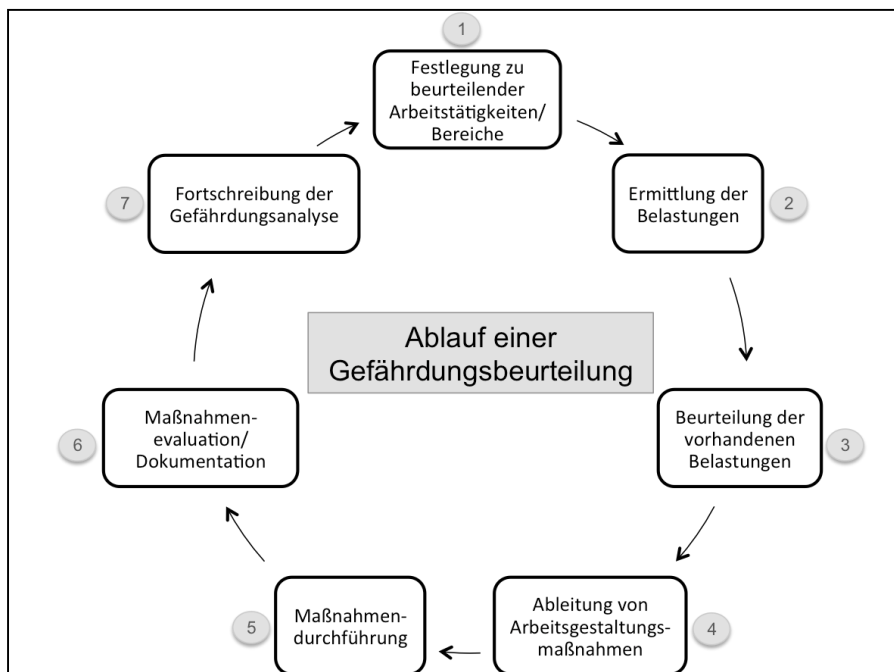 1
Festlegung zu
beurteilender
Arbeitstätigkeiten/
Bereiche
2
Ermittlung der
Belastungen
3
Beurteilung der
vorhandenen
Belastungen
4
Ableitung von
Arbeitsgestaltungs-
maßnahmen
5
Maßnahmen-
durchführung
6
Maßnahmen-
evaluation/
Dokumentation
7
Fortschreibung der
Gefährdungsanalyse
Ablauf einer
Gefährdungsbeurteilung